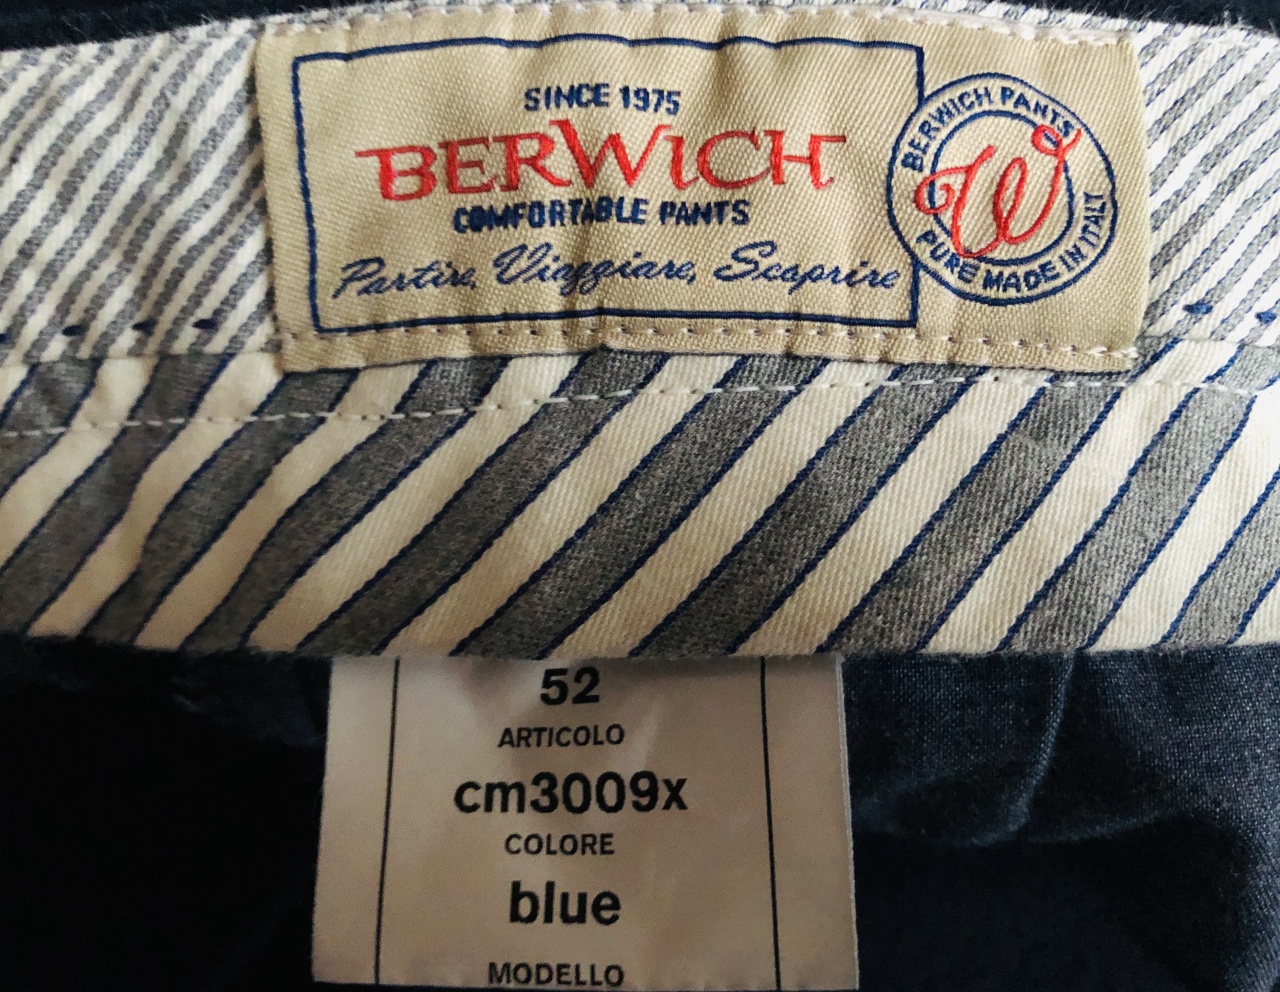 SINCE 1975
BERWICH
COMFORTABLE PANTS
Partire, Viaggiare, Scoprire
BERWICH PANTS
W
PURE MADE IN ITALY
52
ARTICOLO
cm3009x
COLORE
blue
MODELLO